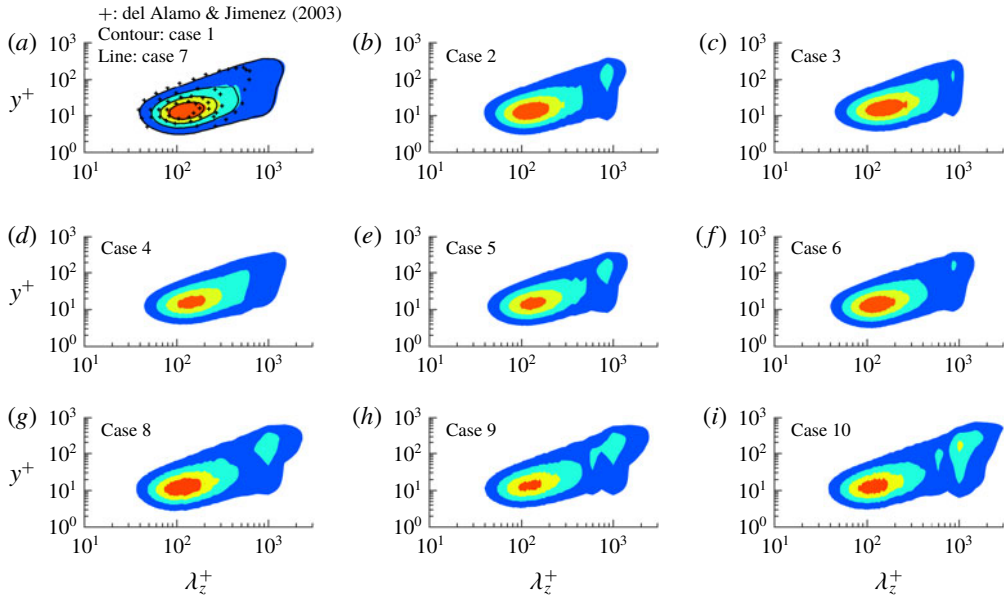 +: del Alamo & Jimenez (2003)
Contour: case 1
Line: case 7
(a) 10³ 10² 10¹ 10⁰ y⁺ 10¹ 10² 10³
(b) Case 2 10³ 10² 10¹ 10⁰ 10¹ 10² 10³
(c) Case 3 10³ 10² 10¹ 10⁰ 10¹ 10² 10³
(d) Case 4 10³ 10² 10¹ 10⁰ y⁺ 10¹ 10² 10³
(e) Case 5 10³ 10² 10¹ 10⁰ 10¹ 10² 10³
(f) Case 6 10³ 10² 10¹ 10⁰ 10¹ 10² 10³
(g) Case 8 10³ 10² 10¹ 10⁰ y⁺ 10¹ 10² 10³ λz⁺
(h) Case 9 10³ 10² 10¹ 10⁰ 10¹ 10² 10³ λz⁺
(i) Case 10 10³ 10² 10¹ 10⁰ 10¹ 10² 10³ λz⁺